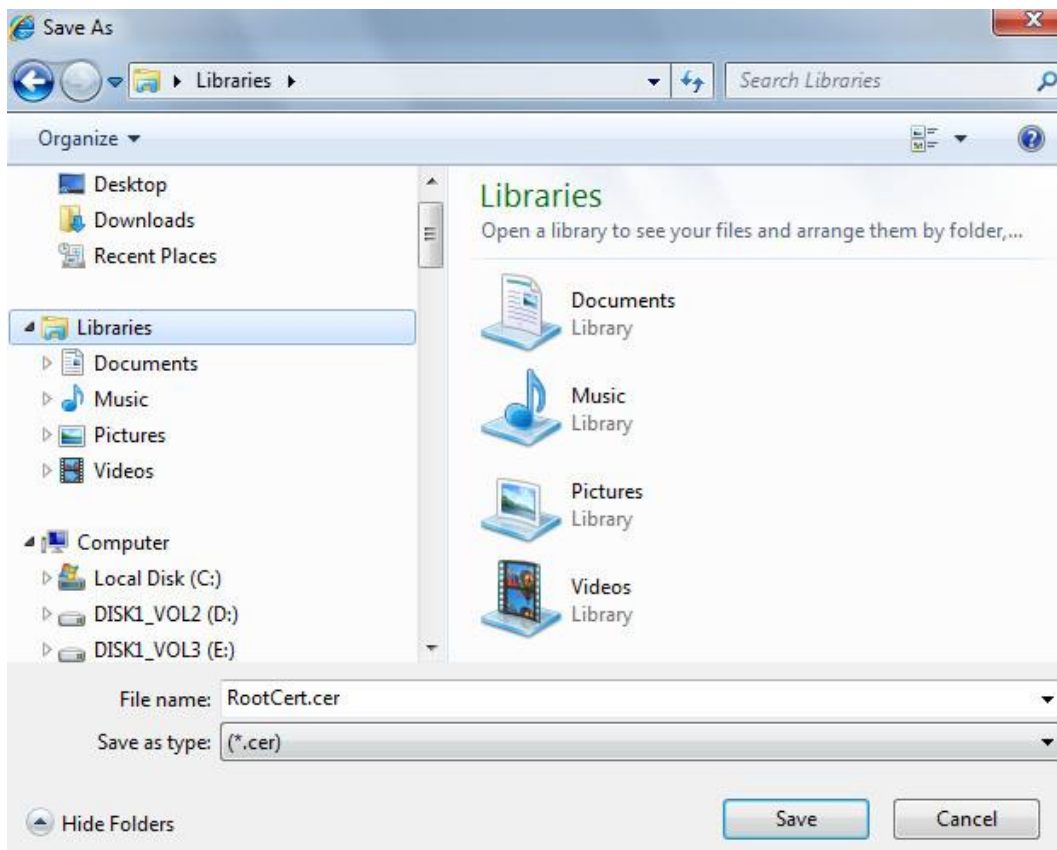 Save As
Libraries
Search Libraries
Organize
Desktop
Downloads
Recent Places
Libraries
Documents
Music
Pictures
Videos
Computer
Local Disk (C:)
DISK1_VOL2 (D:)
DISK1_VOL3 (E:)
Libraries
Open a library to see your files and arrange them by folder,...
Documents
Library
Music
Library
Pictures
Library
Videos
Library
File name: RootCert.cer
Save as type: (*.cer)
Hide Folders
Save
Cancel